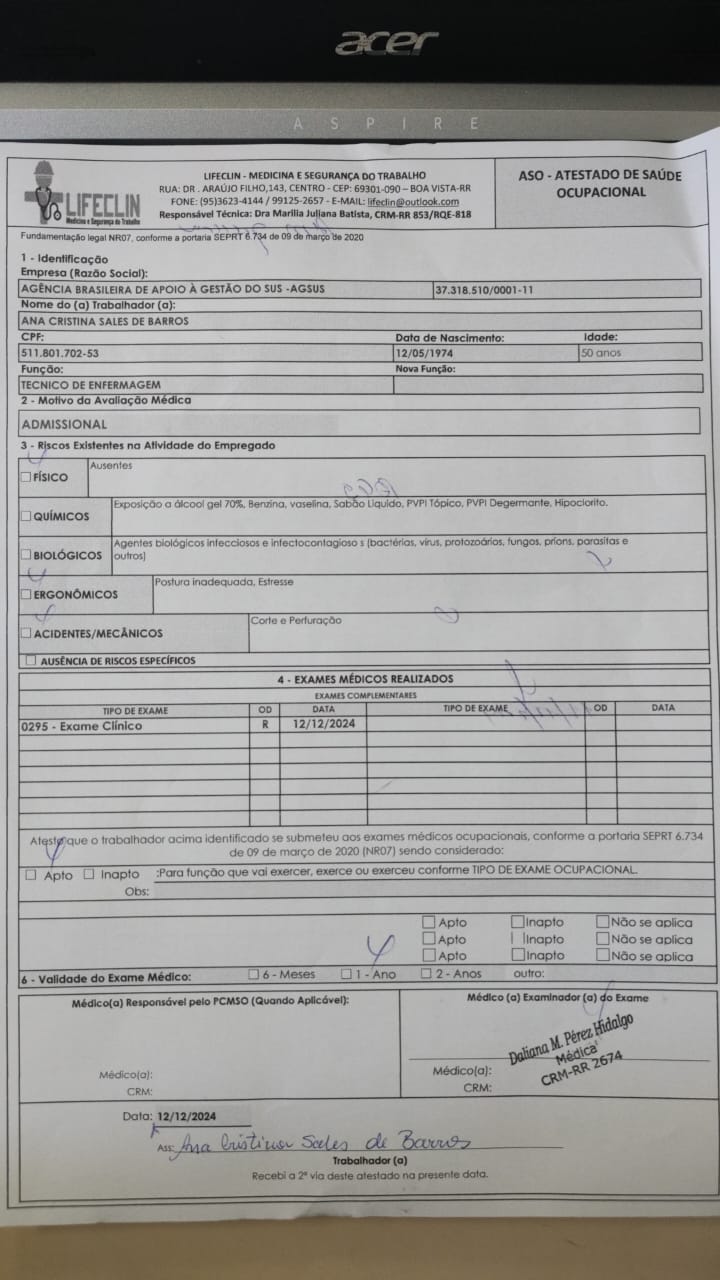 acer
ASPIRE
LIFECLIN
Medicina e Segurança do Trabalho
LIFECLIN - MEDICINA E SEGURANÇA DO TRABALHO
RUA: DR . ARAÚJO FILHO,143, CENTRO - CEP: 69301-090 – BOA VISTA-RR
FONE: (95)3623-4144 / 99125-2657 - E-MAIL: lifeclin@outlook.com
Responsável Técnica: Dra Marilia Juliana Batista, CRM-RR 853/RQE-818
ASO - ATESTADO DE SAÚDE
OCUPACIONAL
Fundamentação legal NR07, conforme a portaria SEPRT 6.734 de 09 de março de 2020
1 - Identificação
Empresa (Razão Social):
AGÊNCIA BRASILEIRA DE APOIO À GESTÃO DO SUS -AGSUS 37.318.510/0001-11
Nome do (a) Trabalhador (a):
ANA CRISTINA SALES DE BARROS
CPF: Data de Nascimento: Idade:
511.801.702-53 12/05/1974 50 anos
Função: Nova Função:
TECNICO DE ENFERMAGEM
2 - Motivo da Avaliação Médica
ADMISSIONAL
3 - Riscos Existentes na Atividade do Empregado
FÍSICO Ausentes
QUÍMICOS Exposição a álcool gel 70%, Benzina, vaselina, Sabão Líquido, PVPI Tópico, PVPI Degermante, Hipoclorito.
BIOLÓGICOS Agentes biológicos infecciosos e infectocontagio s (bactérias, vírus, protozoários, fungos, príons, parasitas e
outros)
ERGONÔMICOS Postura inadequada, Estresse
ACIDENTES/MECÂNICOS Corte e Perfuração
AUSÊNCIA DE RISCOS ESPECÍFICOS
4 - EXAMES MÉDICOS REALIZADOS
EXAMES COMPLEMENTARES
TIPO DE EXAME OD DATA TIPO DE EXAME OD DATA
0295 - Exame Clínico R 12/12/2024
Atesto que o trabalhador acima identificado se submeteu aos exames médicos ocupacionais, conforme a portaria SEPRT 6.734
de 09 de março de 2020 (NR07) sendo considerado:
Apto Inapto :Para função que vai exercer, exerce ou exerceu conforme TIPO DE EXAME OCUPACIONAL.
Obs:
Apto Inapto Não se aplica
Apto Inapto Não se aplica
Apto Inapto Não se aplica
6 - Validade do Exame Médico: 6 - Meses 1 - Ano 2 - Anos outro:
Médico(a) Responsável pelo PCMSO (Quando Aplicável): Médico (a) Examinador (a) do Exame
Daliana M. Pérez Hidalgo
Médica
CRM-RR 2674
Médico(a): Médico(a):
CRM: CRM:
Data: 12/12/2024
Ass: Ana Cristina Sales de Barros
Trabalhador (a)
Recebi a 2ª via deste atestado na presente data.